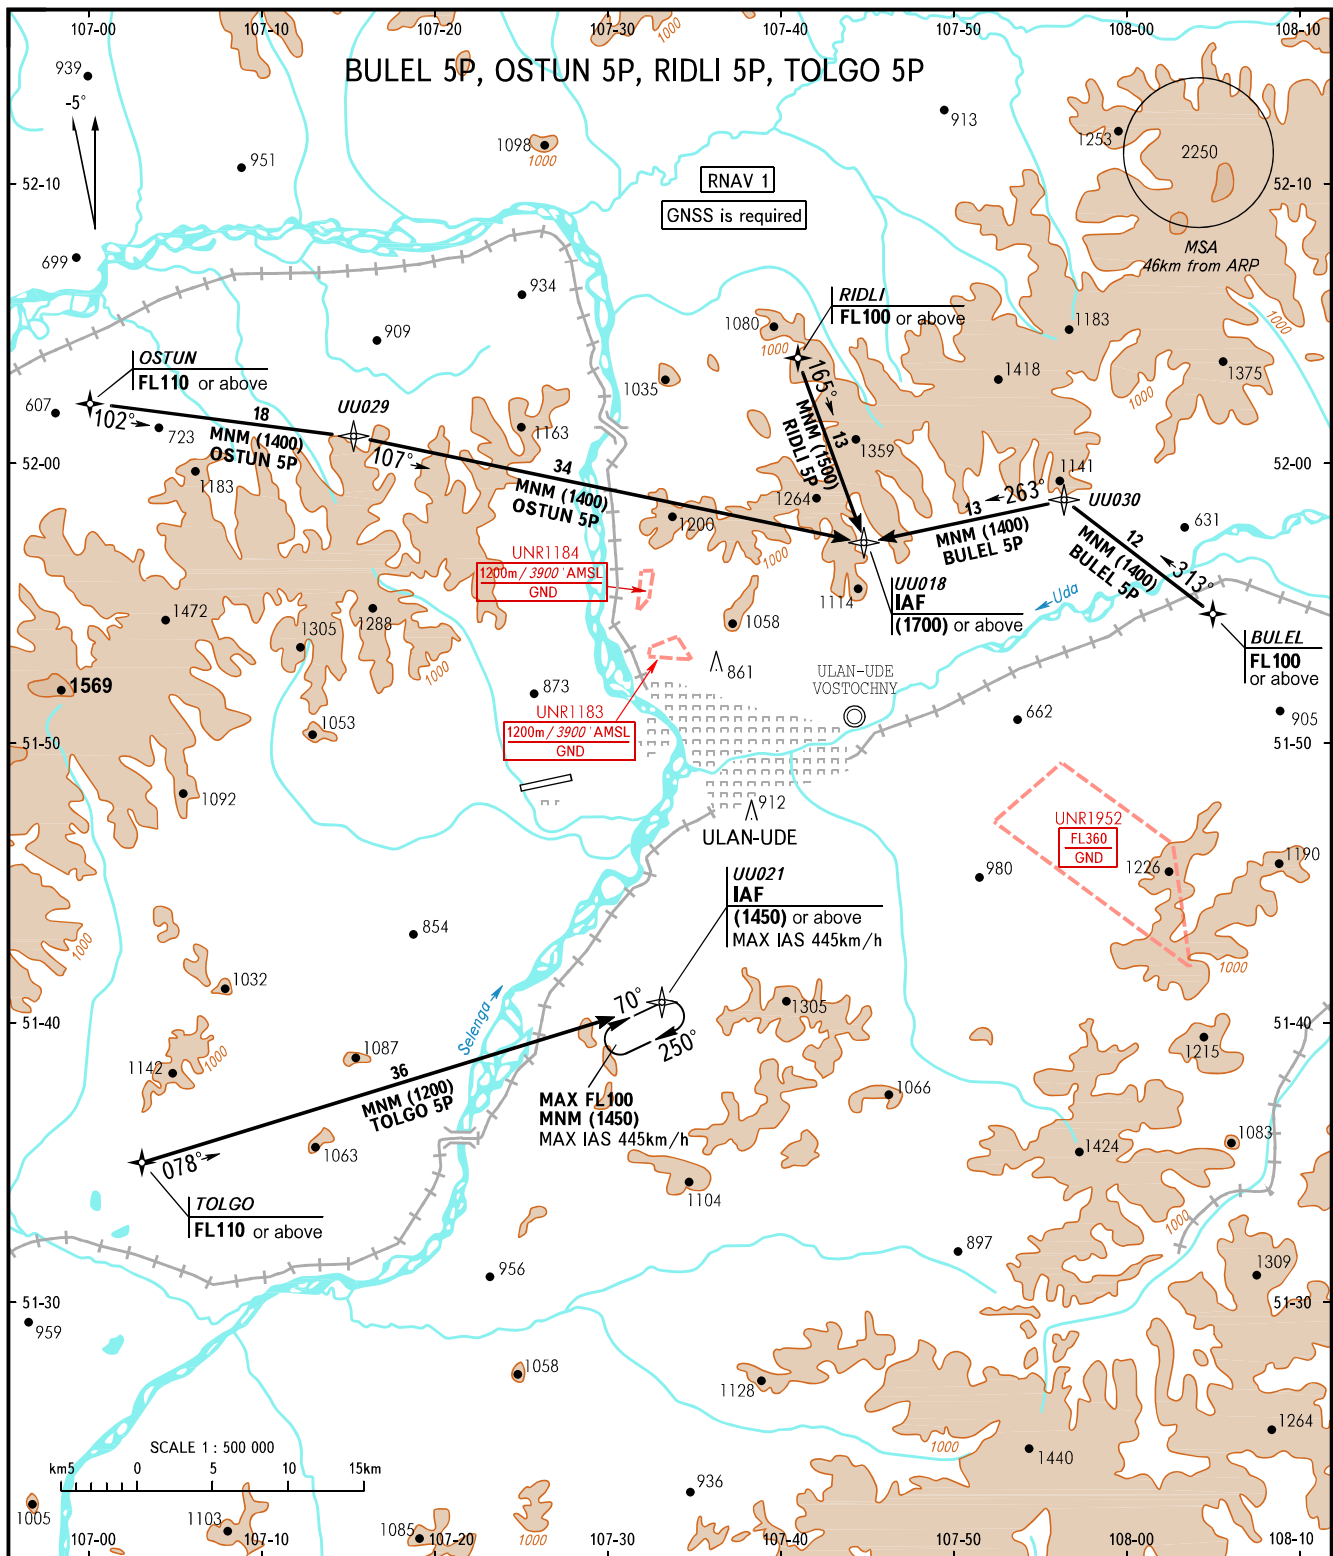 107-00
107-10
107-20
107-30
107-40
107-50
108-00
108-10
1000
939
BULEL 5P, OSTUN 5P, RIDLI 5P, TOLGO 5P
-5°
913
1253
2250
1098
1000
951
RNAV 1
52-10
52-10
GNSS is required
MSA
46km from ARP
699
934
RIDLI
FL100 or above
1080
1000
909
1183
1000
OSTUN
FL110 or above
1035
165°
1418
1375
1000
607
102°
18
UU029
723
MNM (1400)
OSTUN 5P
107°
1163
MNM (1500)
RIDLI 5P
13
1359
52-00
52-00
34
MNM (1400)
OSTUN 5P
1183
1141
263°
UU030
1264
13
MNM (1400)
BULEL 5P
1200
631
12
MNM (1400)
BULEL 5P
313°
UNR1184
1200m/3900'AMSL
GND
1000
UU018
IAF
(1700) or above
1114
Uda
1472
1305
1288
1058
BULEL
FL100
or above
1000
861
ULAN-UDE
VOSTOCHNY
1569
873
UNR1183
1200m/3900'AMSL
GND
1053
662
905
51-50
51-50
1092
912
ULAN-UDE
UNR1952
FL360
GND
1226
1190
980
UU021
IAF
(1450) or above
MAX IAS 445km/h
854
1000
1000
1032
70°
1305
Selenga
51-40
51-40
250°
1087
1000
1142
1215
36
MNM (1200)
TOLGO 5P
MAX FL100
MNM (1450)
MAX IAS 445km/h
1066
078°
1063
1424
1083
TOLGO
FL110 or above
1104
1000
897
956
1309
51-30
51-30
959
1058
1128
1264
SCALE 1 : 500 000
1000
1440
km5
0
5
10
15km
936
1005
1103
1085
1000
107-00
107-10
107-20
107-30
107-40
107-50
108-00
108-10